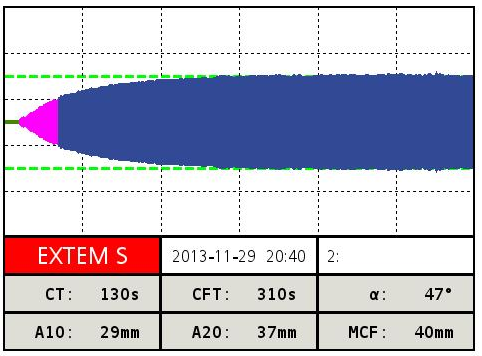 EXTEM S 2013-11-29 20:40 2:
CT: 130s CFT: 310s α: 47°
A10: 29mm A20: 37mm MCF: 40mm